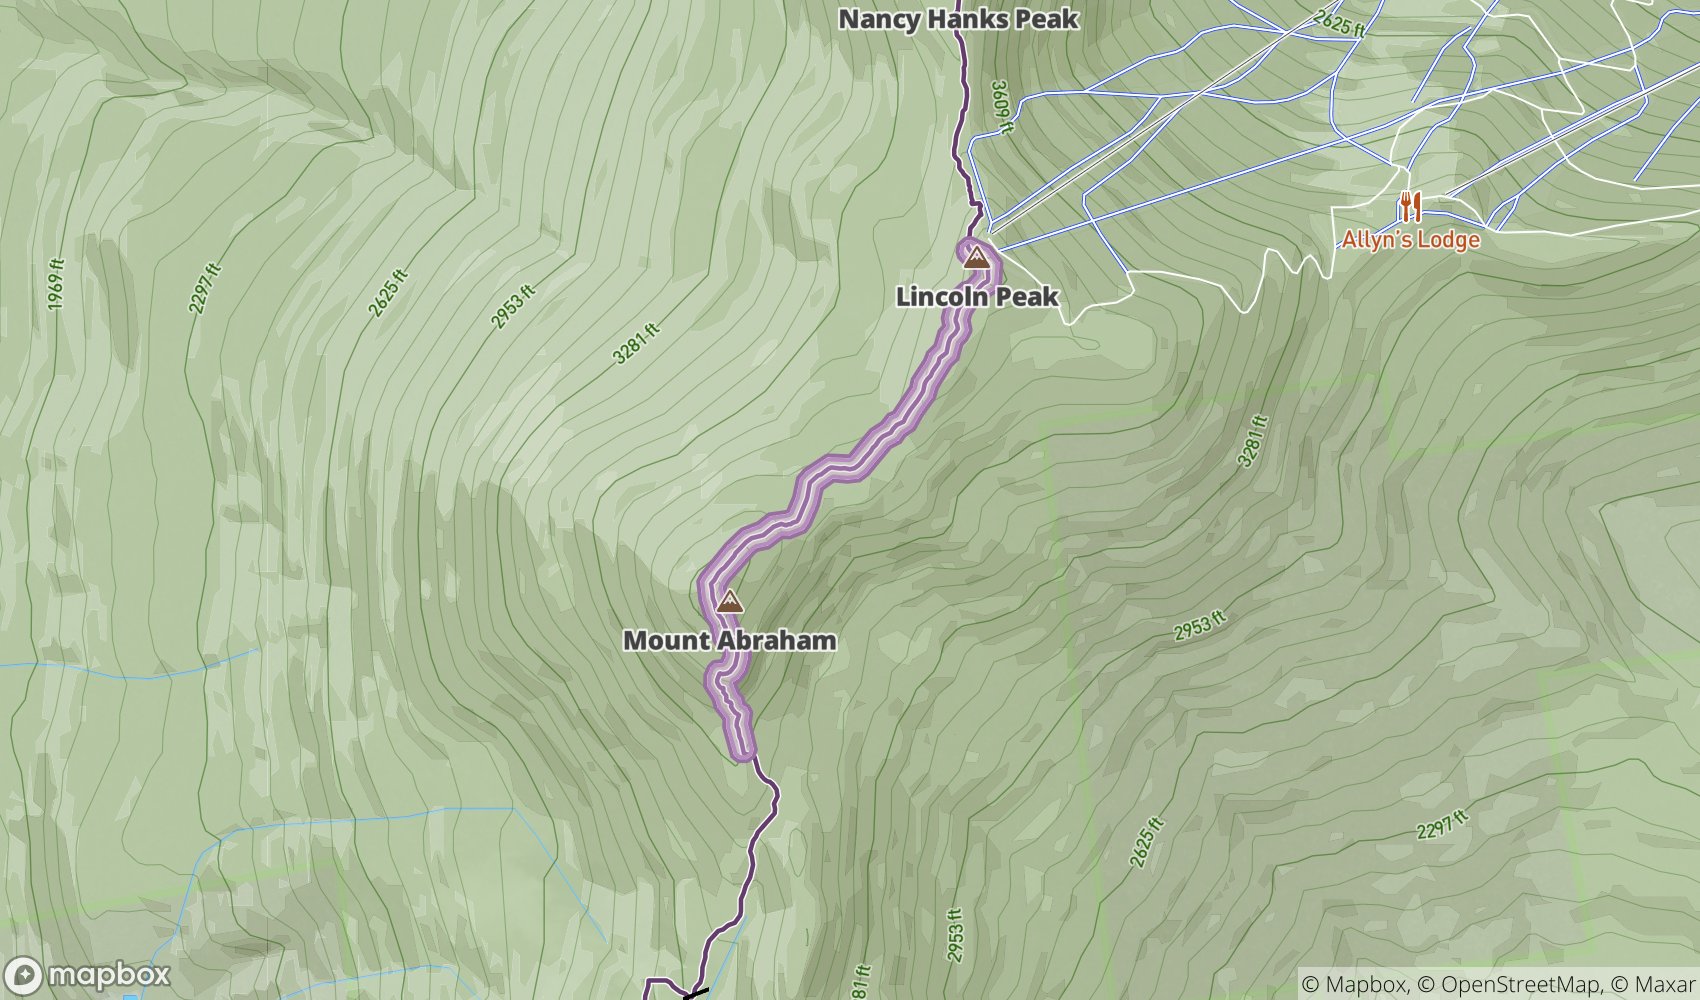 Nancy Hanks Peak
2625 ft
3609 ft
Allyn's Lodge
1969 ft
2297 ft
2625 ft
2953 ft
3281 ft
Lincoln Peak
3281 ft
Mount Abraham
2953 ft
2625 ft
2297 ft
2953 ft
81 ft
mapbox
© Mapbox, © OpenStreetMap, © Maxar